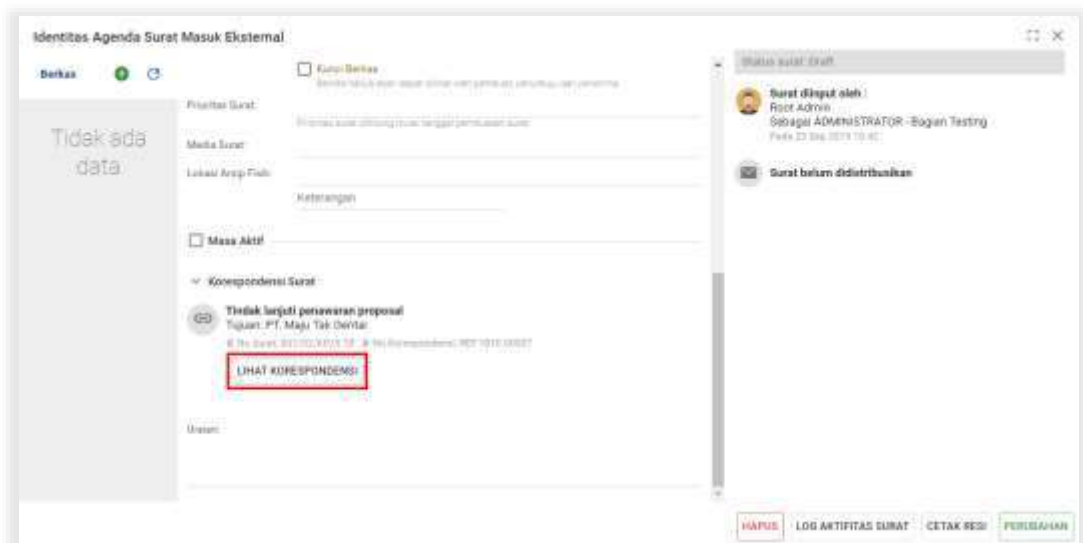 Identitas Agenda Surat Masuk Eksternal
Berkas
Tidak ada
data
Kunci Berkas
Prioritas Surat:
Media Surat:
Lokasi Arsip Fisik:
Keterangan
Masa Aktif
Korespondensi Surat
Tindak lanjuti penawaran proposal
Tujuan: PT. Maju Tak Gentar
LIHAT KORESPONDENSI
Uraian:
Status surat: Draft
Surat diinput oleh :
Root Admin
Sebagai ADMINISTRATOR - Bagian Testing
Surat belum didistribusikan
HAPUS
LOG AKTIFITAS SURAT
CETAK RESI
PERUBAHAN